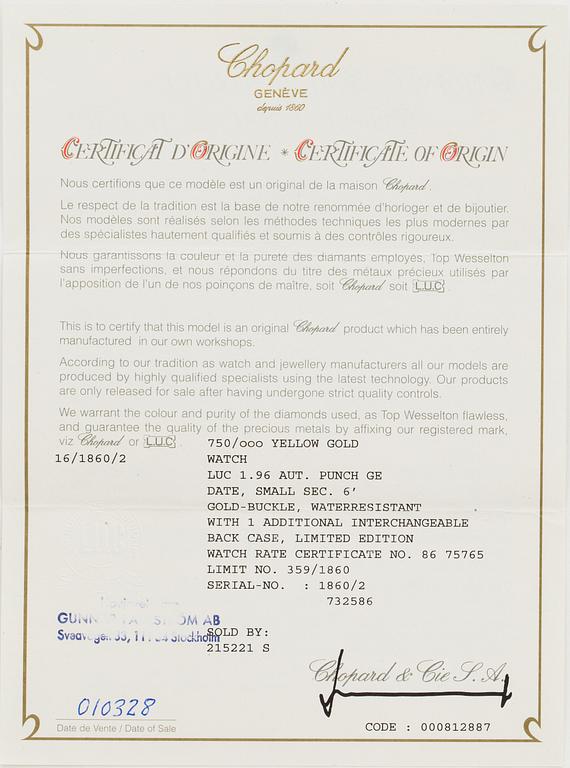 Chopard
GENÈVE
depuis 1860
CERTIFICAT D'ORIGINE * CERTIFICATE OF ORIGIN
Nous certifions que ce modèle est un original de la maison Chopard.
Le respect de la tradition est la base de notre renommée d'horloger et de bijoutier.
Nos modèles sont réalisés selon les méthodes techniques les plus modernes par
des spécialistes hautement qualifiés et soumis à des contrôles rigoureux.
Nous garantissons la couleur et la pureté des diamants employés, Top Wesselton
sans imperfections, et nous répondons du titre des métaux précieux utilisés par
l'apposition de l'un de nos poinçons de maître, soit Chopard soit L.U.C.
This is to certify that this model is an original Chopard product which has been entirely
manufactured in our own workshops.
According to our tradition as watch and jewellery manufacturers all our models are
produced by highly qualified specialists using the latest technology. Our products
are only released for sale after having undergone strict quality controls.
We warrant the colour and purity of the diamonds used, as Top Wesselton flawless,
and guarantee the quality of the precious metals by affixing our registered mark,
viz Chopard or L.U.C.
750/ooo YELLOW GOLD
16/1860/2 WATCH
LUC 1.96 AUT. PUNCH GE
DATE, SMALL SEC. 6'
GOLD-BUCKLE, WATERRESISTANT
WITH 1 ADDITIONAL INTERCHANGEABLE
BACK CASE, LIMITED EDITION
WATCH RATE CERTIFICATE NO. 86 75765
LIMIT NO. 359/1860
SERIAL-NO. : 1860/2
732586
AB
Stockholm
SOLD BY:
215221 S
Chopard & Cie S.A.
010328
Date de Vente / Date of Sale
CODE : 000812887